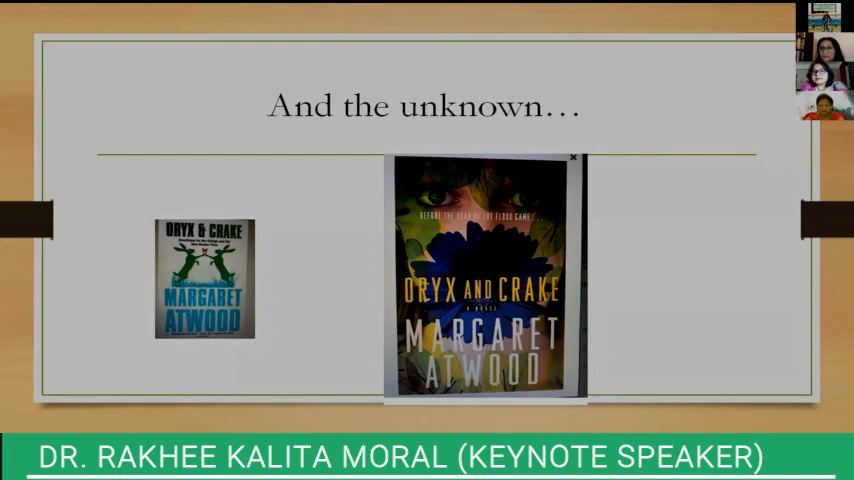 And the unknown...
ORYX & CRAKE
MARGARET
ATWOOD
BEFORE THE YEAR OF THE FLOOD CAME...
ORYX AND CRAKE
A NOVEL
MARGARET
ATWOOD
DR. RAKHEE KALITA MORAL (KEYNOTE SPEAKER)